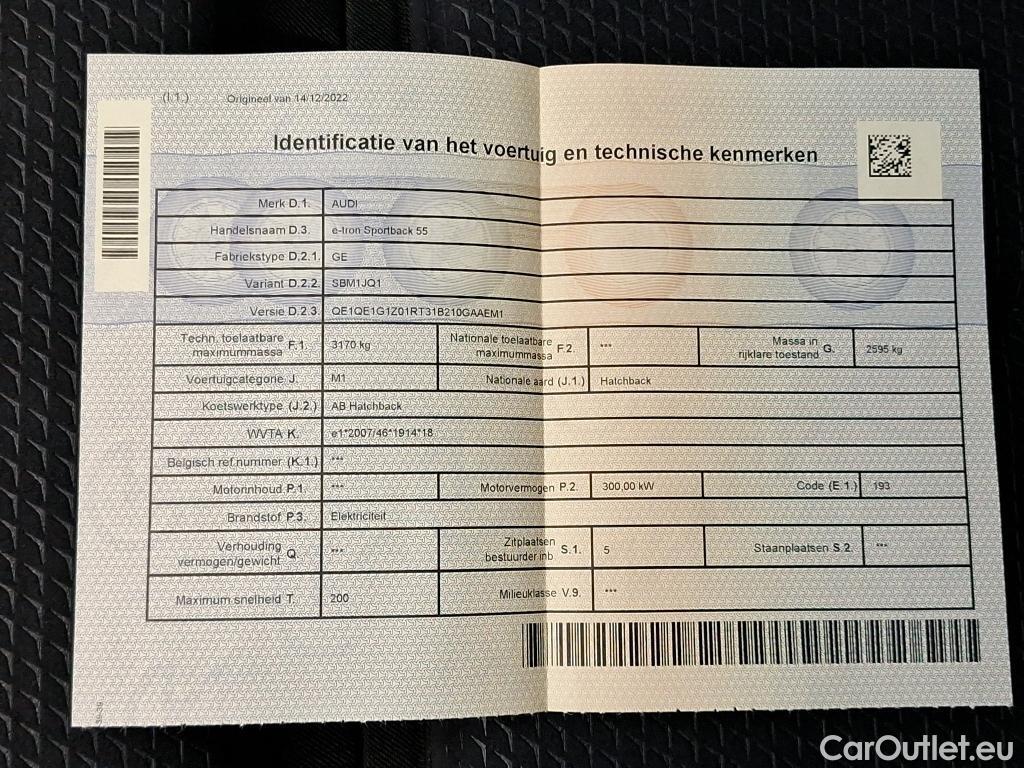 (I.1.) Origineel van 14/12/2022
Identificatie van het voertuig en technische kenmerken
Merk D.1. AUDI
Handelsnaam D.3. e-tron Sportback 55
Fabriekstype D.2.1. GE
Variant D.2.2. SBM1JQ1
Versie D.2.3. QE1QE1G1Z01RT31B210GAAEM1
Techn. toelaatbare maximummassa F.1. 3170 kg Nationale toelaatbare maximummassa F.2. *** Massa in rijklare toestand G. 2595 kg
Voertuigcategorie J. M1 Nationale aard (J.1.) Hatchback
Koetswerktype (J.2.) AB Hatchback
WVTA K. e1*2007/46*1914*18
Belgisch ref.nummer (K.1.) ***
Motorinhoud P.1. *** Motorvermogen P.2. 300,00 kW Code (E.1.) 193
Brandstof P.3. Elektriciteit
Verhouding vermogen/gewicht Q. *** Zitplaatsen bestuurder inb. S.1. 5 Staanplaatsen S.2. ***
Maximum snelheid T. 200 Milieuklasse V.9. ***
CarOutlet.eu